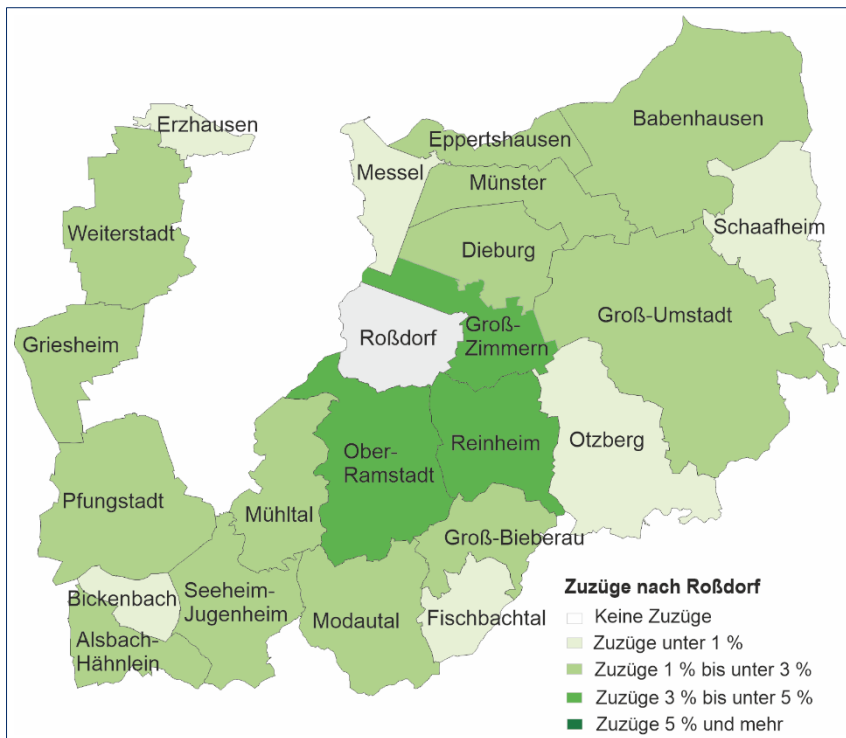 Erzhausen
Babenhausen
Eppertshausen
Messel
Münster
Schaafheim
Weiterstadt
Dieburg
Groß-Umstadt
Griesheim
Roßdorf
Groß-
Zimmern
Ober-
Ramstadt
Reinheim
Otzberg
Pfungstadt
Mühltal
Groß-Bieberau
Bickenbach
Seeheim-
Jugenheim
Modautal
Fischbachtal
Alsbach-
Hähnlein
Zuzüge nach Roßdorf
Keine Zuzüge
Zuzüge unter 1 %
Zuzüge 1 % bis unter 3 %
Zuzüge 3 % bis unter 5 %
Zuzüge 5 % und mehr